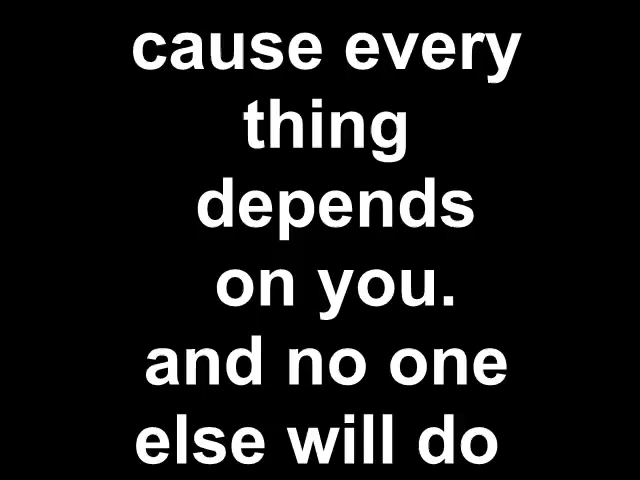 cause every
thing
depends
on you.
and no one
else will do